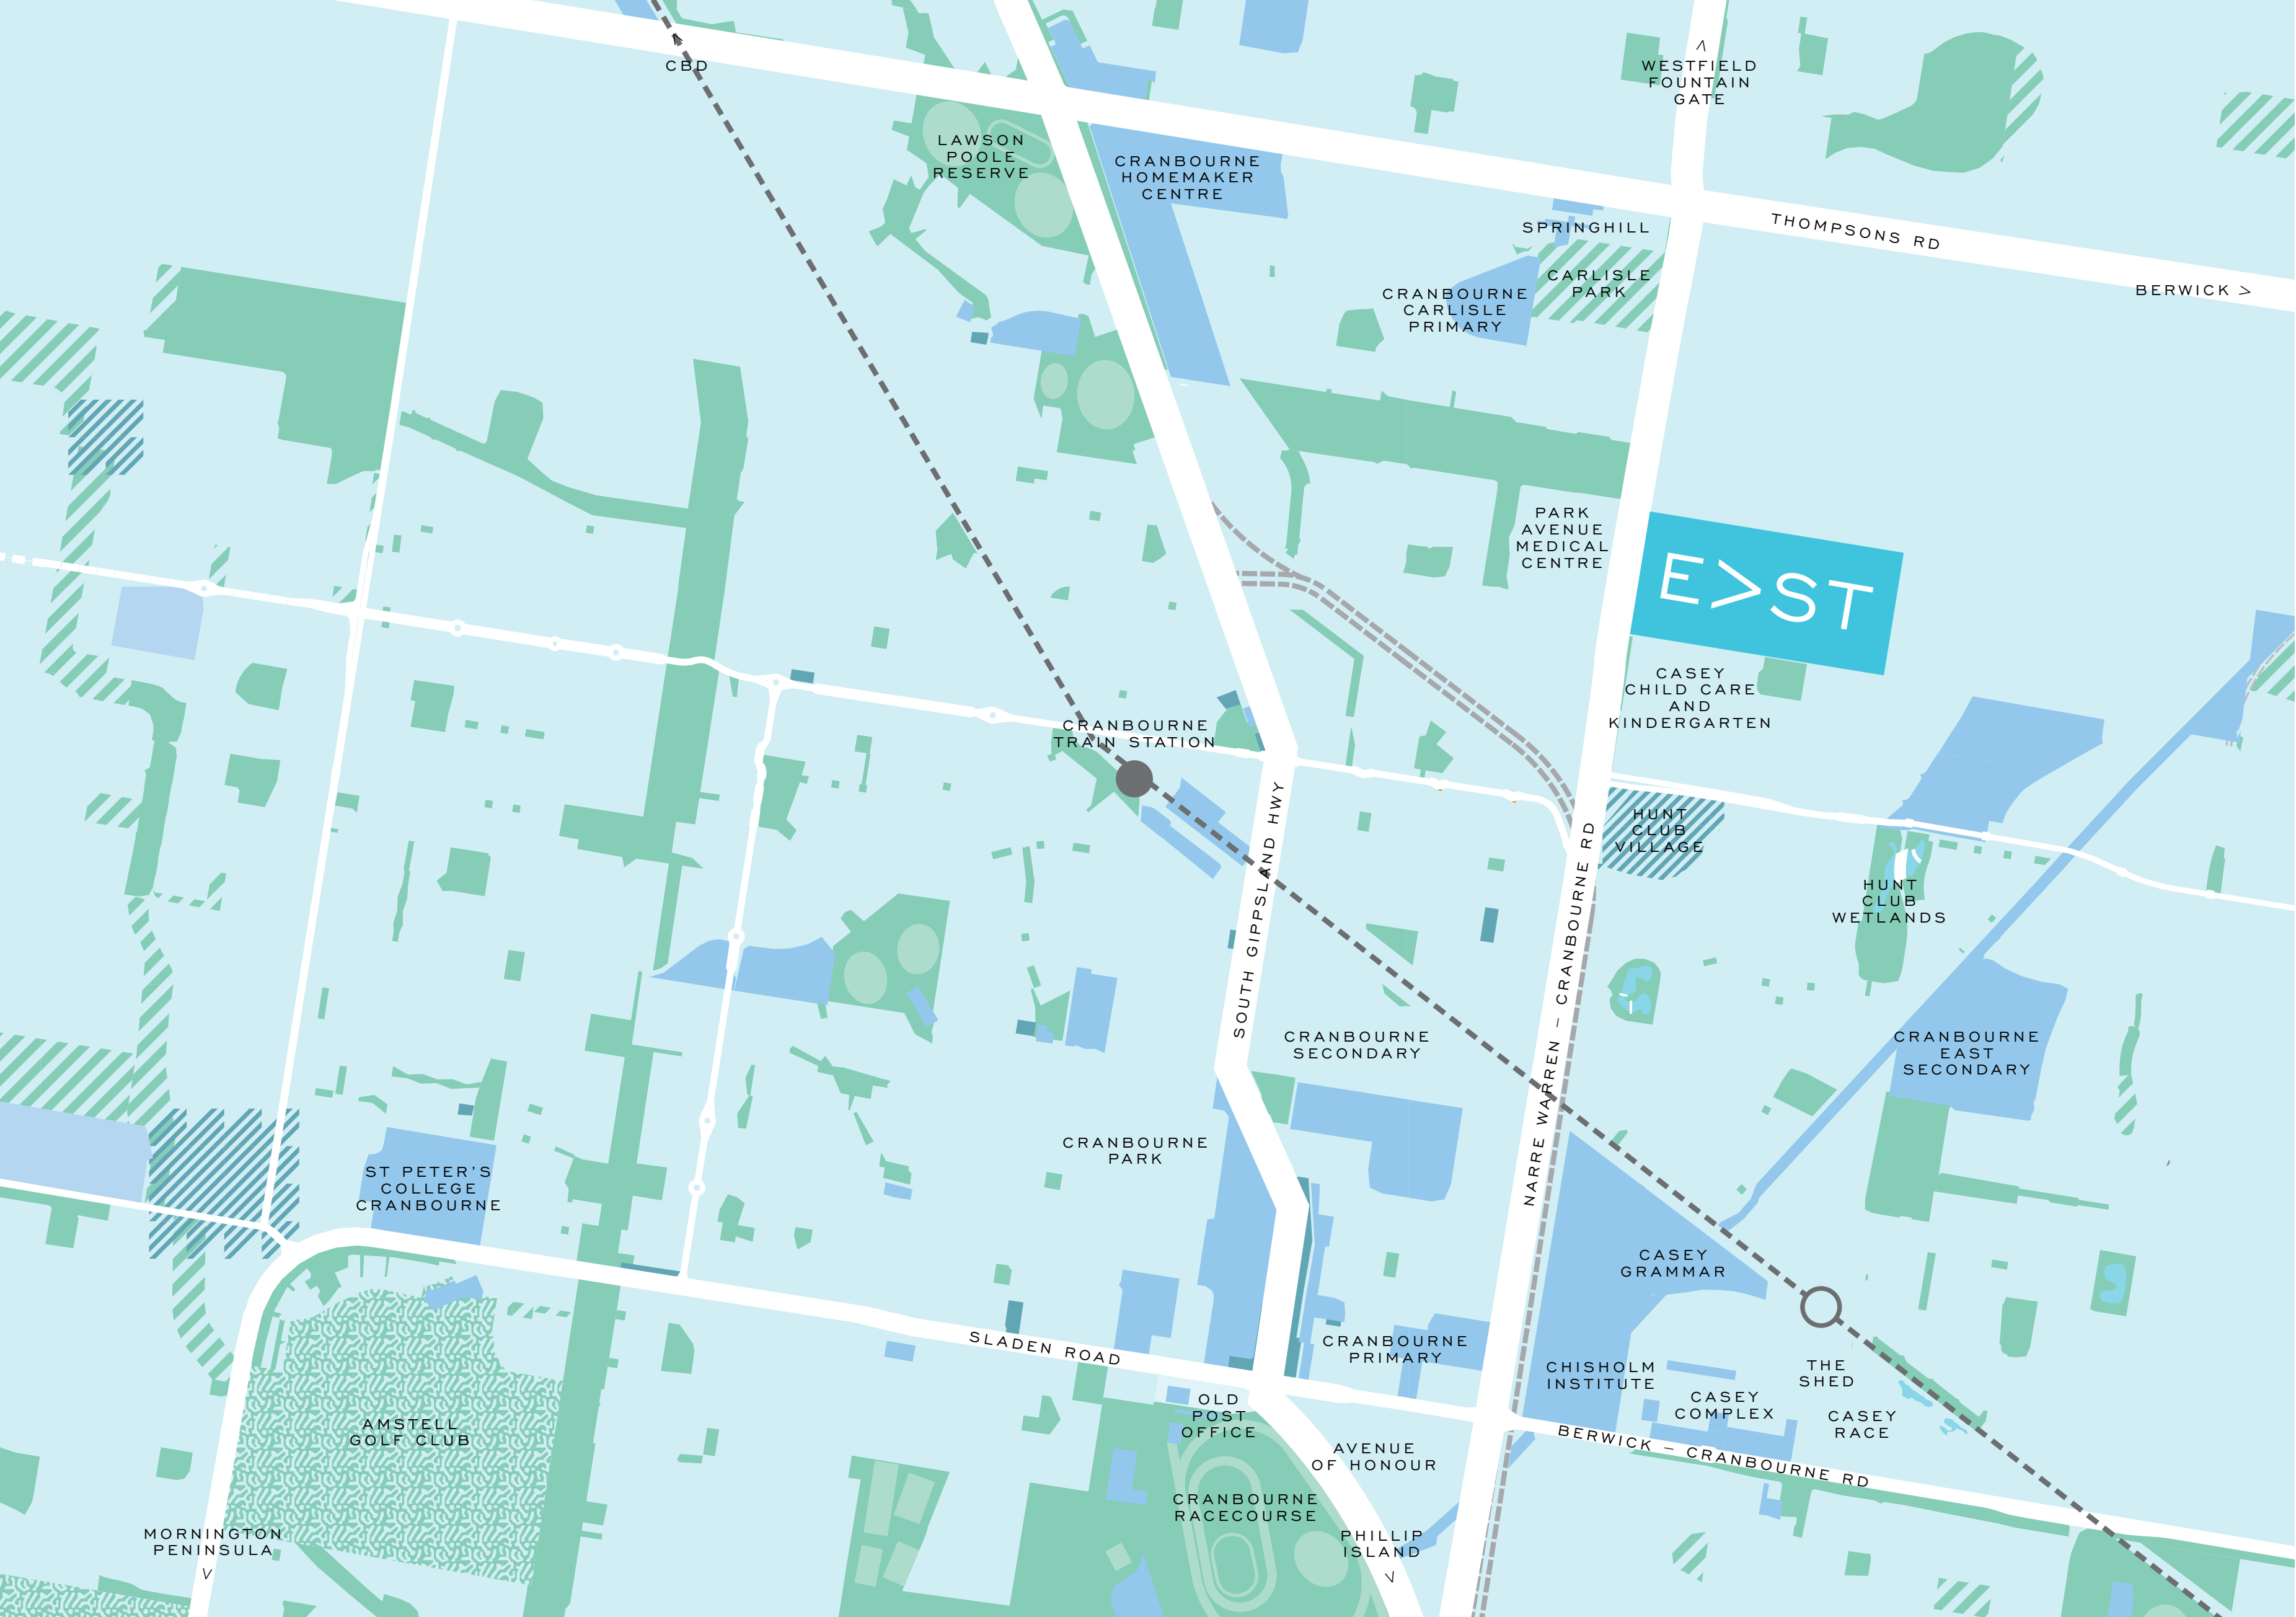 CBD
WESTFIELD
FOUNTAIN
GATE
LAWSON
POOLE
RESERVE
CRANBOURNE
HOMEMAKER
CENTRE
THOMPSONS RD
BERWICK >
SPRINGHILL
CARLISLE
PARK
CRANBOURNE
CARLISLE
PRIMARY
PARK
AVENUE
MEDICAL
CENTRE
E>ST
CASEY
CHILD CARE
AND
KINDERGARTEN
CRANBOURNE
TRAIN STATION
SOUTH GIPPSLAND HWY
NARRE WARREN – CRANBOURNE RD
HUNT
CLUB
VILLAGE
HUNT
CLUB
WETLANDS
CRANBOURNE
SECONDARY
CRANBOURNE
EAST
SECONDARY
CRANBOURNE
PARK
ST PETER'S
COLLEGE
CRANBOURNE
CASEY
GRAMMAR
SLADEN ROAD
CRANBOURNE
PRIMARY
CHISHOLM
INSTITUTE
THE
SHED
CASEY
COMPLEX
CASEY
RACE
OLD
POST
OFFICE
AMSTELL
GOLF CLUB
AVENUE
OF HONOUR
BERWICK – CRANBOURNE RD
CRANBOURNE
RACECOURSE
MORNINGTON
PENINSULA
PHILLIP
ISLAND